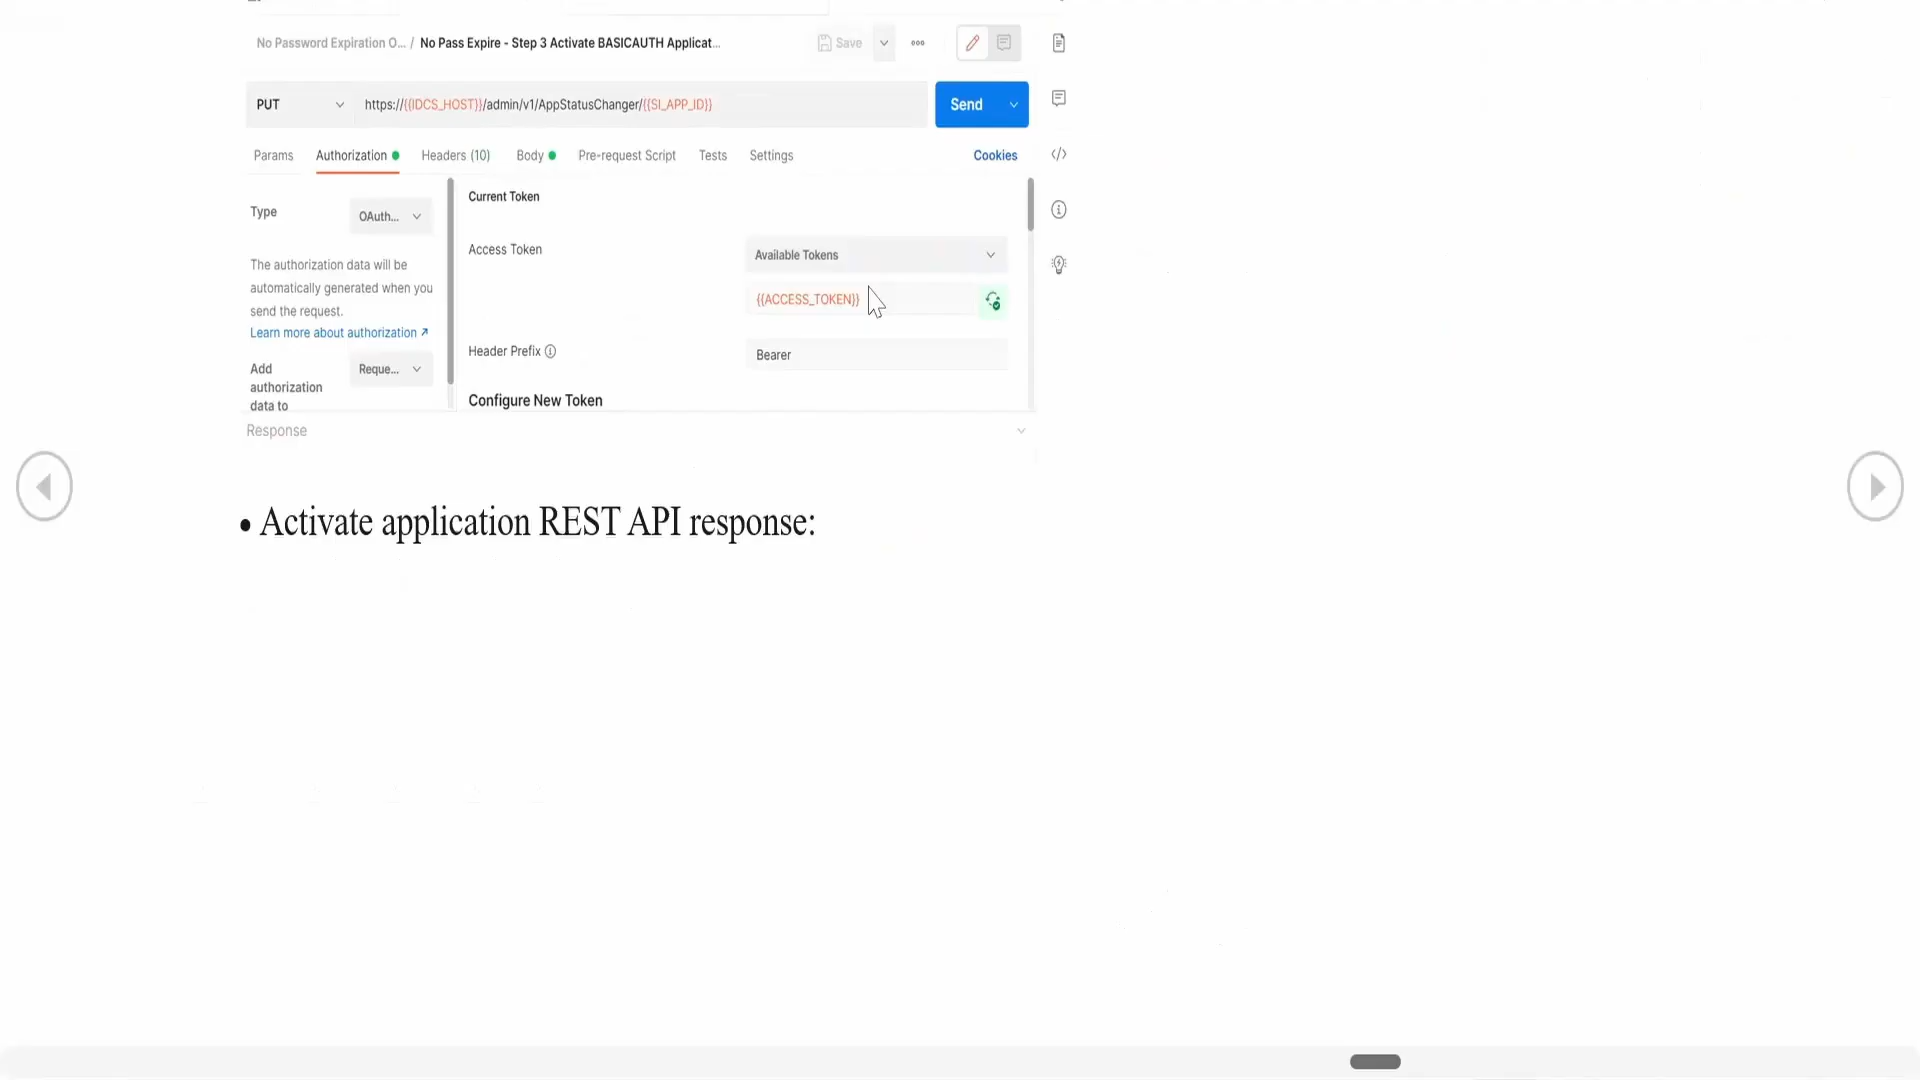 No Password Expiration O... / No Pass Expire - Step 3 Activate BASICAUTH Applicat...
Save
PUT
https://{{IDCS_HOST}}/admin/v1/AppStatusChanger/{{SI_APP_ID}}
Send
Params Authorization Headers (10) Body Pre-request Script Tests Settings Cookies
Type
OAuth...
The authorization data will be
automatically generated when you
send the request.
Learn more about authorization ↗
Add
authorization
data to
Reque...
Current Token
Access Token
Available Tokens
{{ACCESS_TOKEN}}
Header Prefix
Bearer
Configure New Token
Response
• Activate application REST API response: